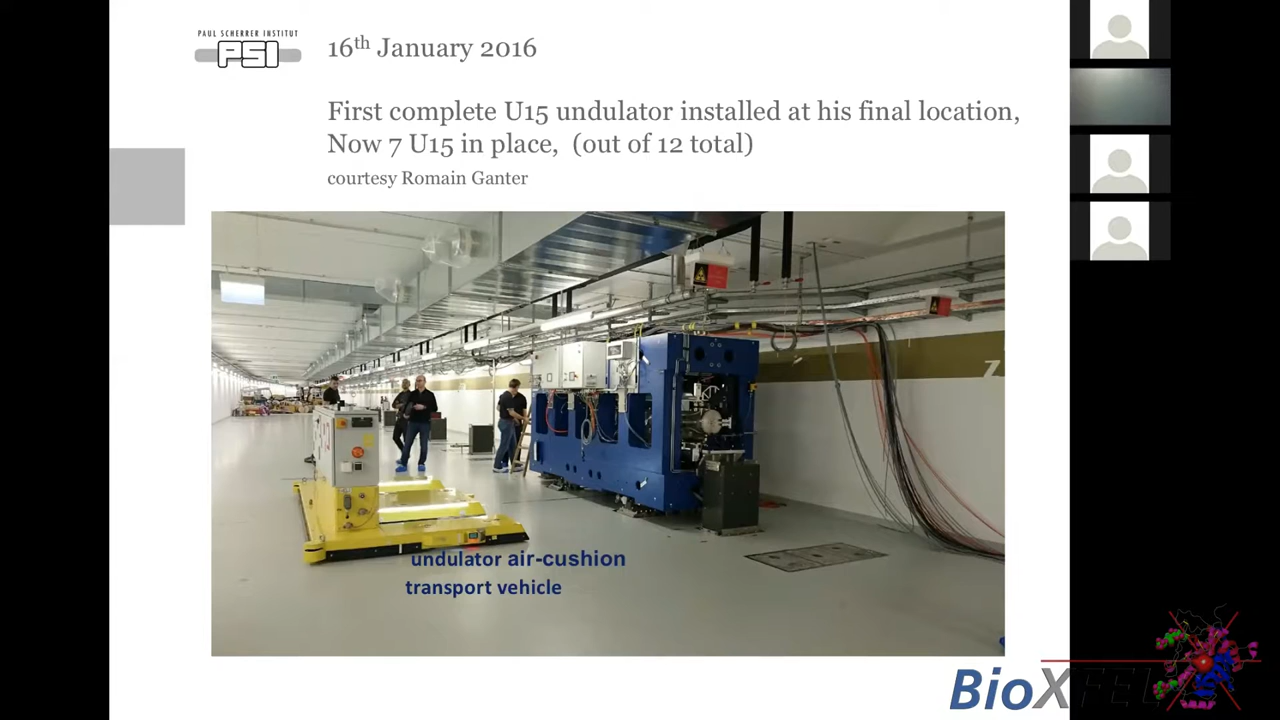 PAUL SCHERRER INSTITUT
PSI
16th January 2016
First complete U15 undulator installed at his final location,
Now 7 U15 in place, (out of 12 total)
courtesy Romain Ganter
Z
undulator air-cushion
transport vehicle
BioXFEL